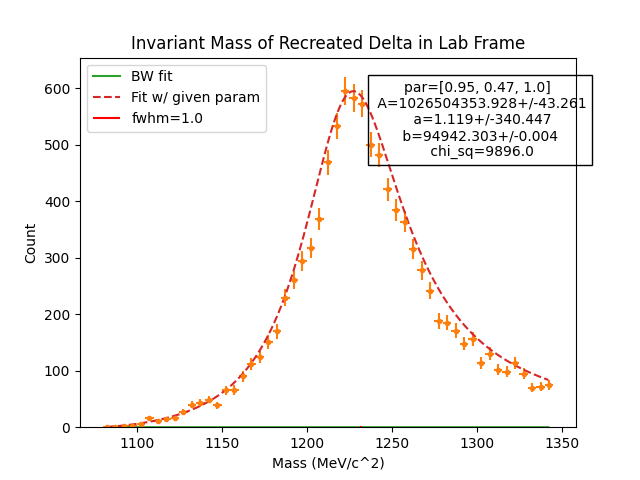 Invariant Mass of Recreated Delta in Lab Frame
BW fit
Fit w/ given param
fwhm=1.0
par=[0.95, 0.47, 1.0]
A=1026504353.928+/-43.261
a=1.119+/-340.447
b=94942.303+/-0.004
chi_sq=9896.0
Count
600
500
400
300
200
100
0
1100
1150
1200
1250
1300
1350
Mass (MeV/c^2)